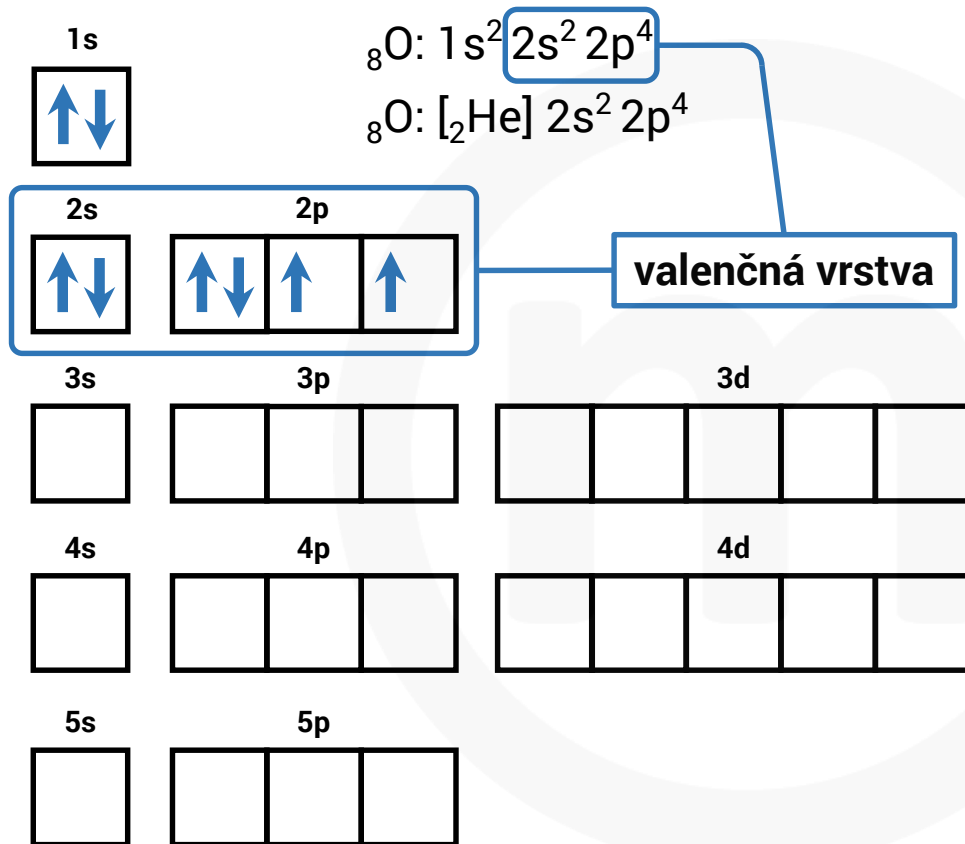 1s
₈O: 1s² 2s² 2p⁴
₈O: [₂He] 2s² 2p⁴
2s 2p
valenčná vrstva
3s 3p 3d
4s 4p 4d
5s 5p